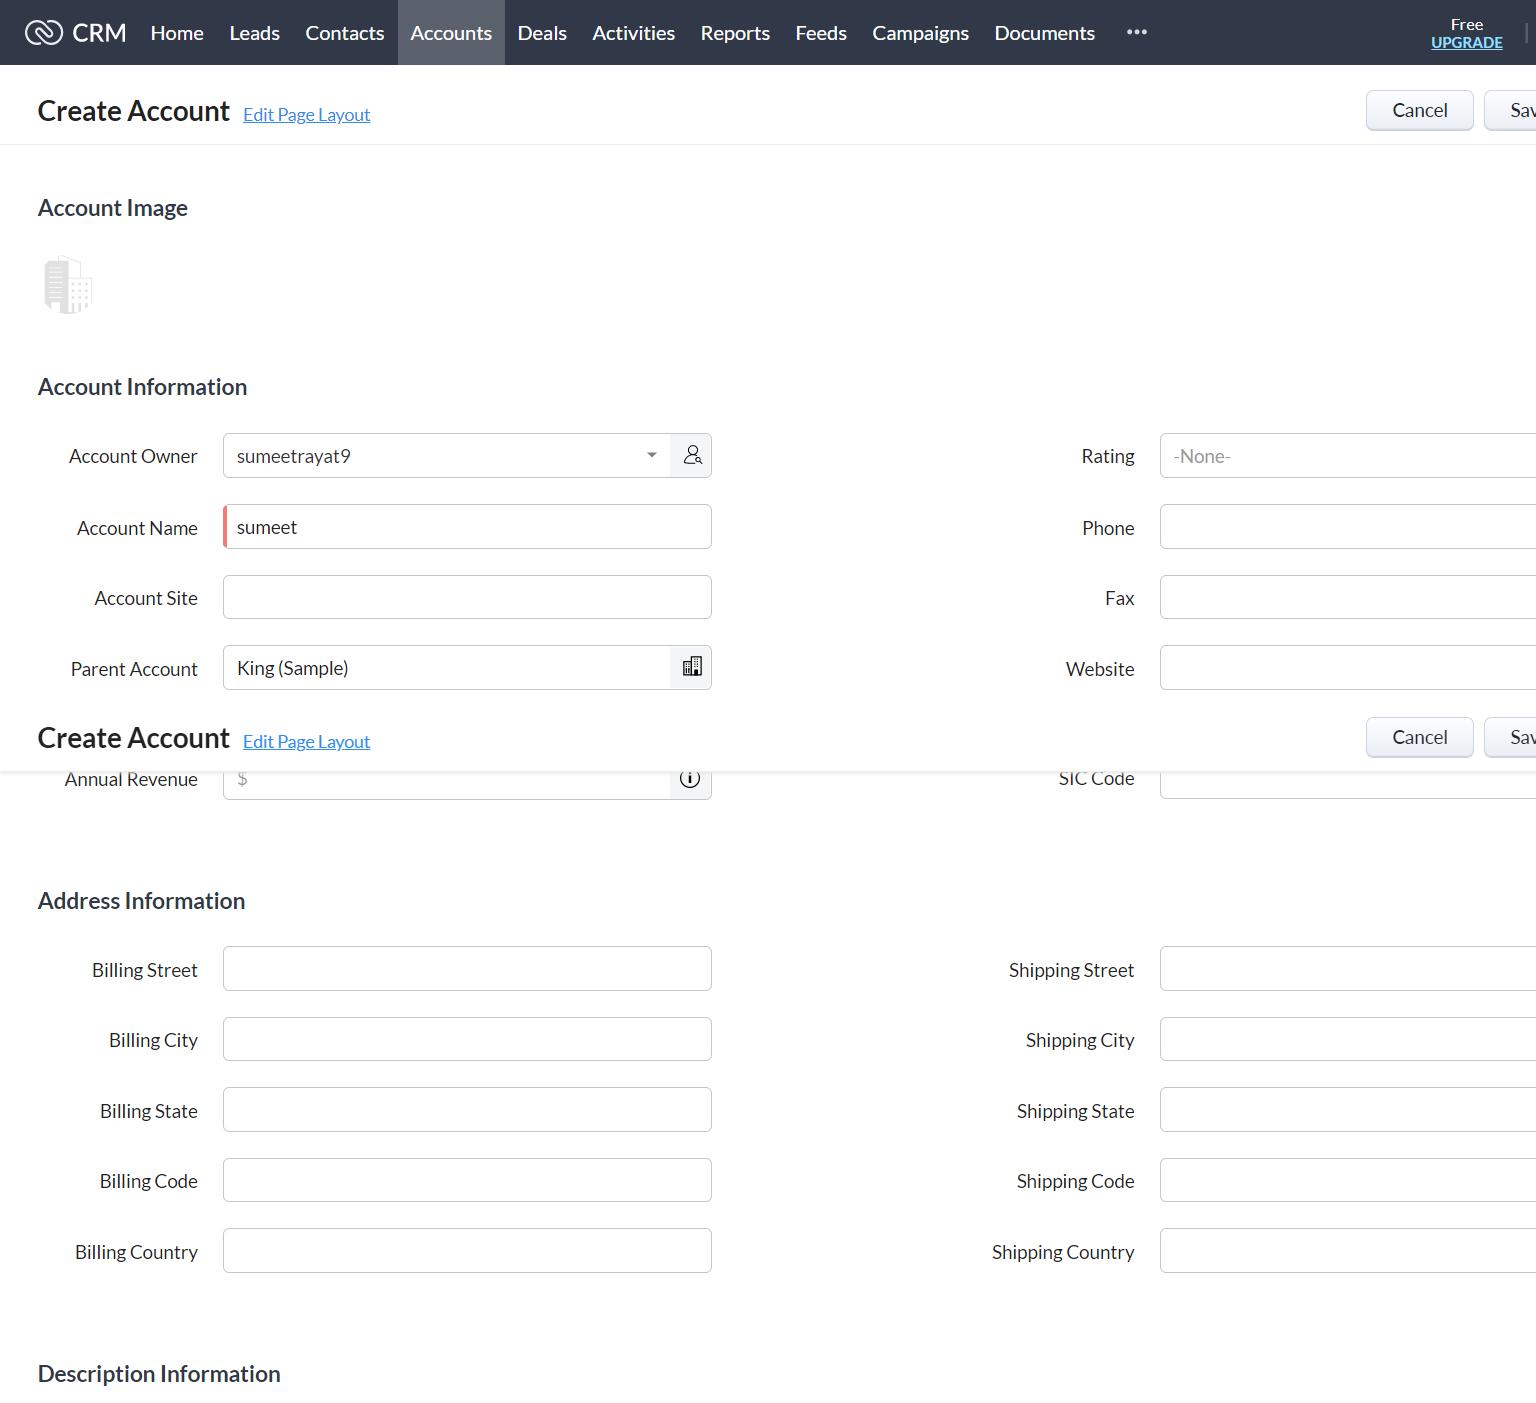 CRM Home Leads Contacts Accounts Deals Activities Reports Feeds Campaigns Documents ••• Free
UPGRADE
Create Account Edit Page Layout Cancel Sav
Account Image
Account Information
Account Owner sumeetrayat9 Rating -None-
Account Name sumeet Phone
Account Site Fax
Parent Account King (Sample) Website
Create Account Edit Page Layout Cancel Sav
Annual Revenue $ SIC Code
Address Information
Billing Street Shipping Street
Billing City Shipping City
Billing State Shipping State
Billing Code Shipping Code
Billing Country Shipping Country
Description Information